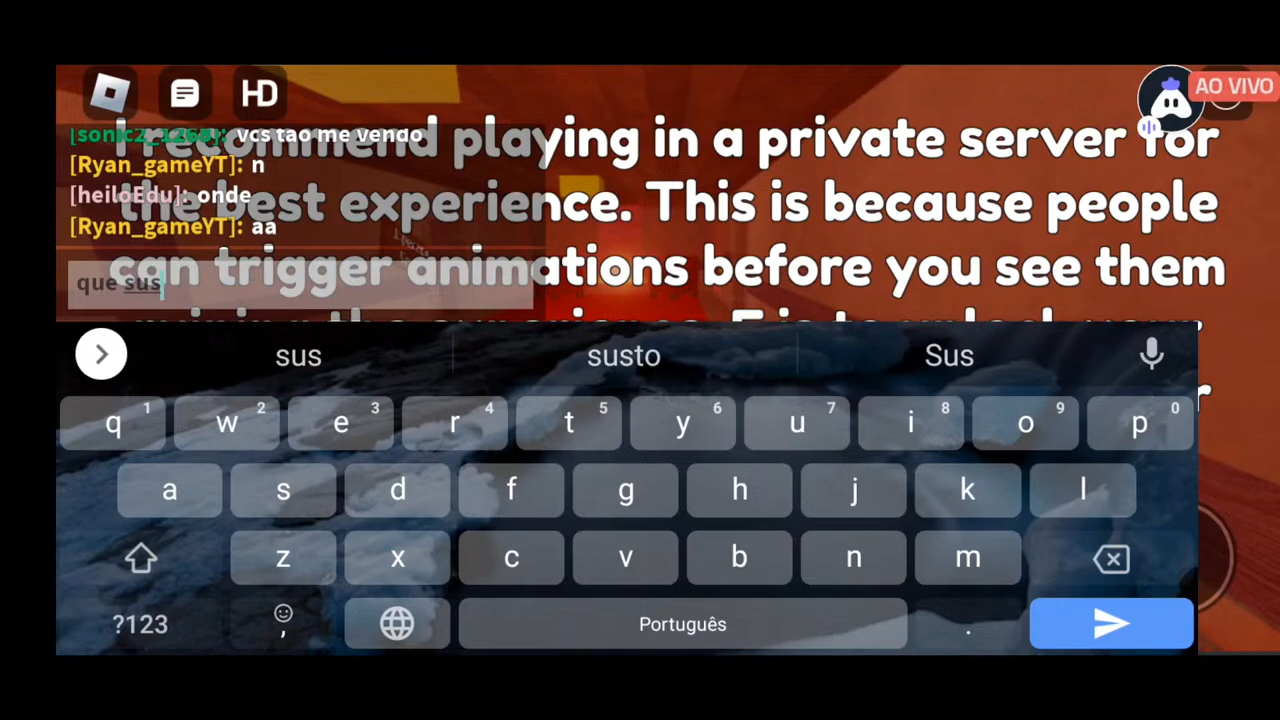 HD
AO VIVO
I recommend playing in a private server for
the best experience. This is because people
can trigger animations before you see them
[sonic2_1268]: vcs tao me vendo
[Ryan_gameYT]: n
[heiloEdu]: onde
[Ryan_gameYT]: aa
que sus
sus susto Sus
q 1 w 2 e 3 r 4 t 5 y 6 u 7 i 8 o 9 p 0
a s d f g h j k l
z x c v b n m
?123 , Português .